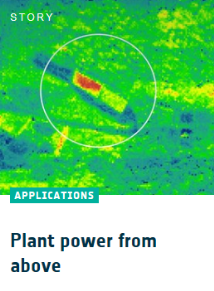 STORY
APPLICATIONS
Plant power from
above